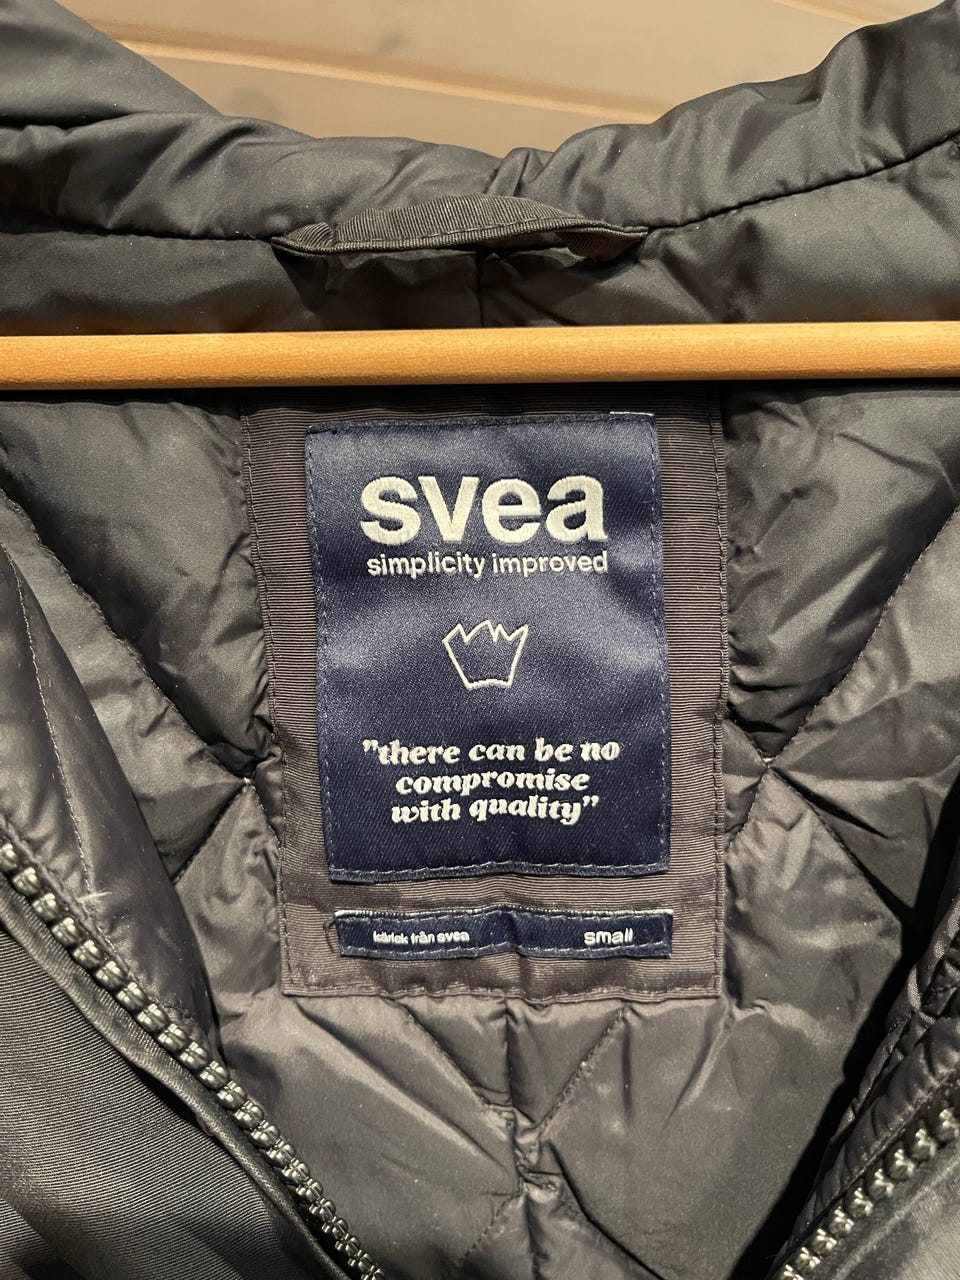 svea
simplicity improved
"there can be no
compromise
with quality"
kärlek från svea small